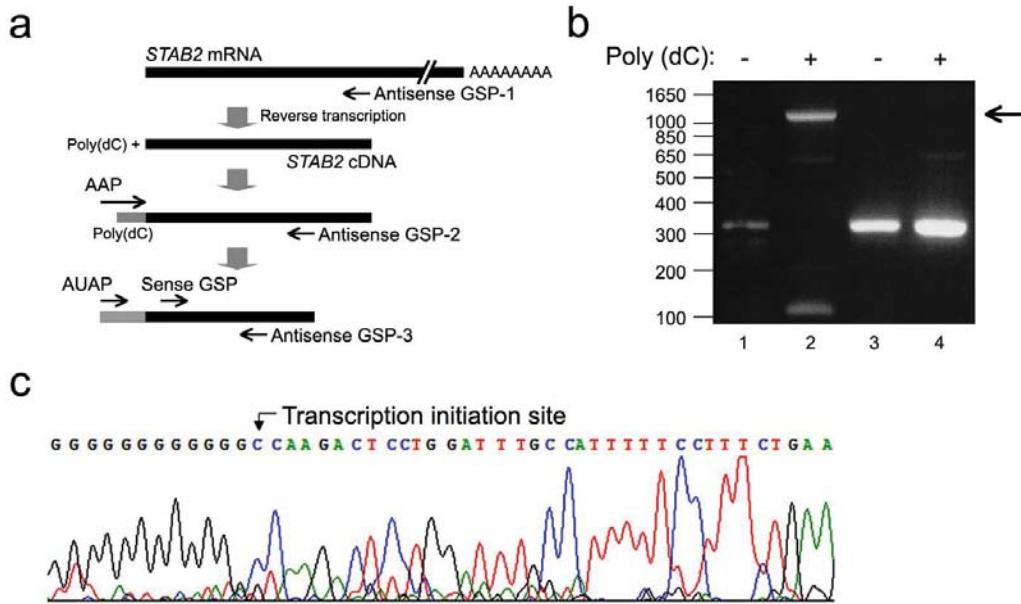 a
STAB2 mRNA
AAAAAAAA
Antisense GSP-1
Reverse transcription
Poly(dC) +
STAB2 cDNA
AAP
Poly(dC)
Antisense GSP-2
AUAP Sense GSP
Antisense GSP-3
b
Poly (dC): - + - +
1650
1000
850
650
500
400
300
200
100
1 2 3 4
c
Transcription initiation site
G G G G G G G G G G G G C C A A G A C T C C T G G A T T T G C C A T T T T T C C T T T C T G A A